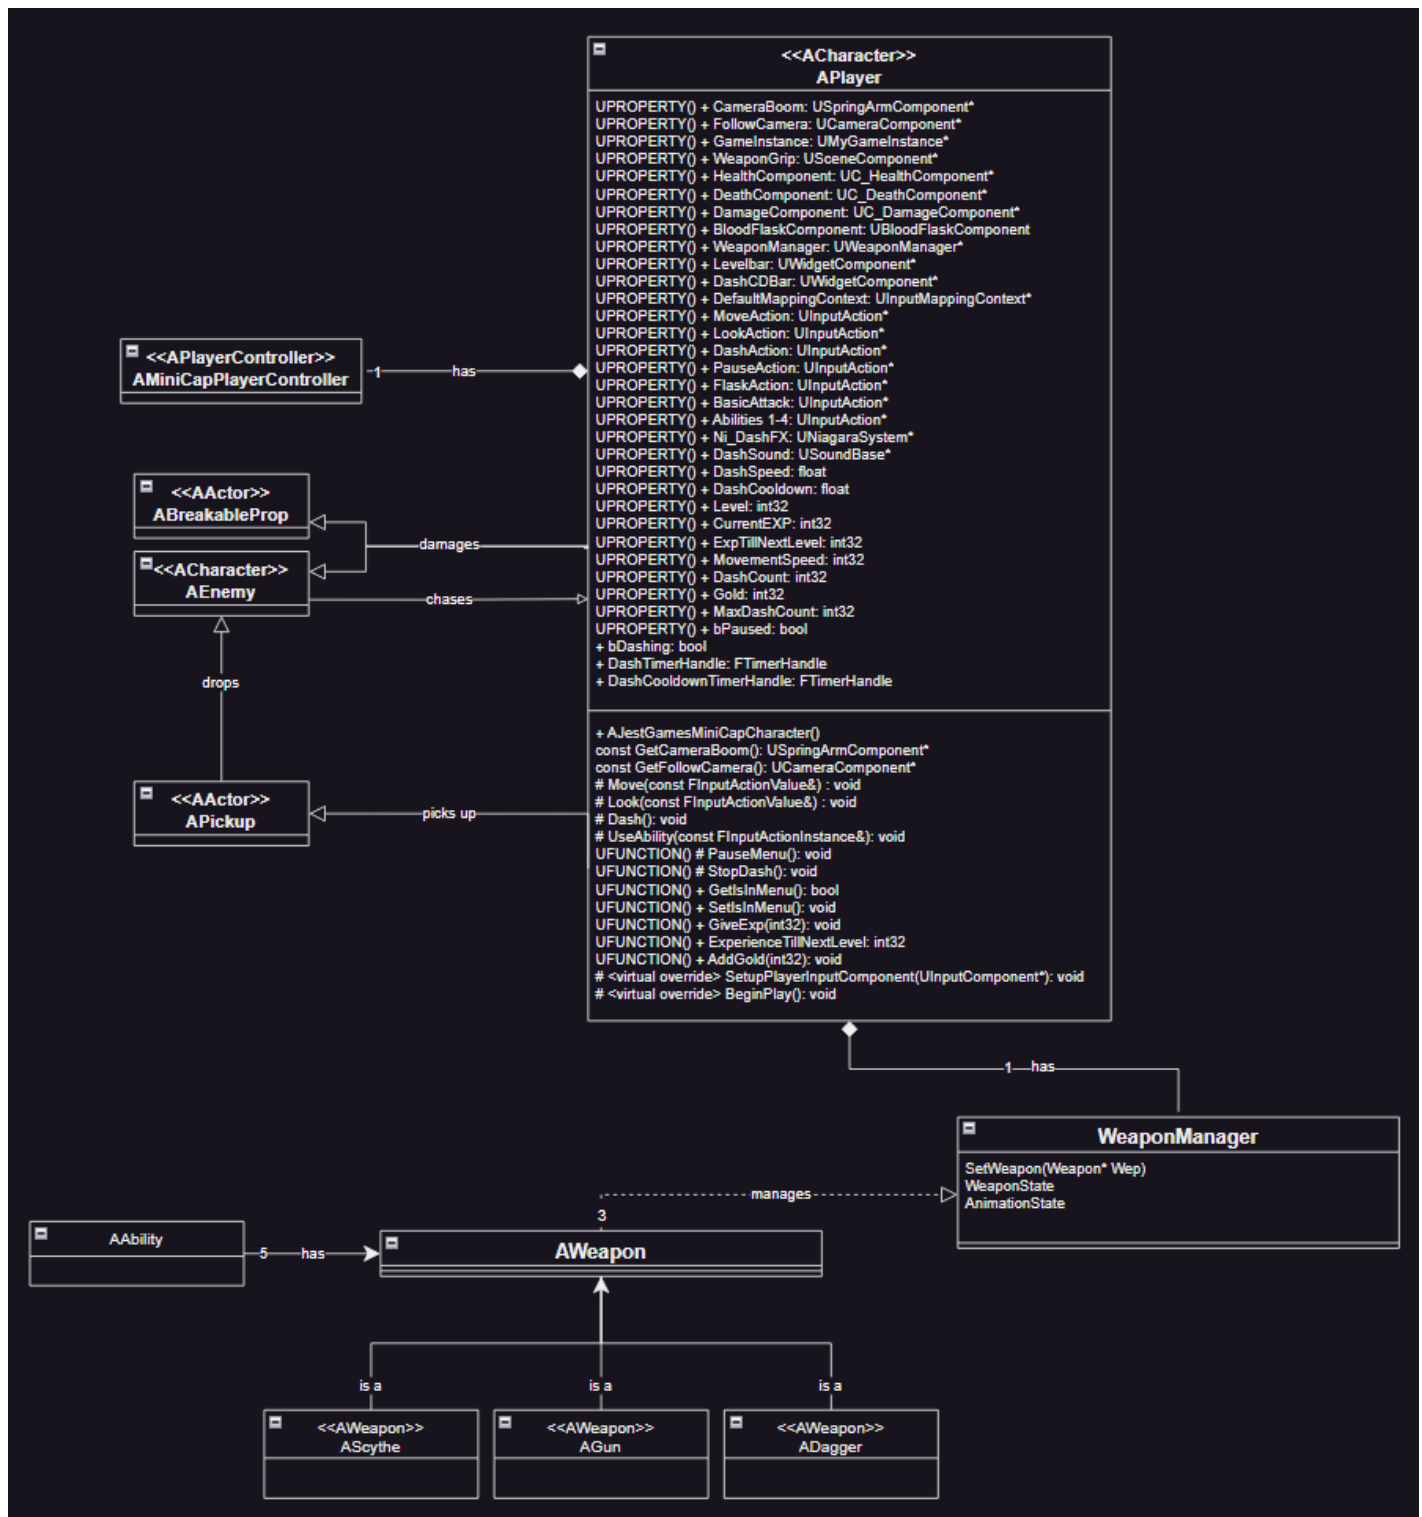 <<ACharacter>>
APlayer
UPROPERTY() + CameraBoom: USpringArmComponent*
UPROPERTY() + FollowCamera: UCameraComponent*
UPROPERTY() + GameInstance: UMyGameInstance*
UPROPERTY() + WeaponGrip: USceneComponent*
UPROPERTY() + HealthComponent: UC_HealthComponent*
UPROPERTY() + DeathComponent: UC_DeathComponent*
UPROPERTY() + DamageComponent: UC_DamageComponent*
UPROPERTY() + BloodFlaskComponent: UBloodFlaskComponent
UPROPERTY() + WeaponManager: UWeaponManager*
UPROPERTY() + Levelbar: UWidgetComponent*
UPROPERTY() + DashCDBar: UWidgetComponent*
UPROPERTY() + DefaultMappingContext: UInputMappingContext*
UPROPERTY() + MoveAction: UInputAction*
UPROPERTY() + LookAction: UInputAction*
UPROPERTY() + DashAction: UInputAction*
UPROPERTY() + PauseAction: UInputAction*
UPROPERTY() + FlaskAction: UInputAction*
UPROPERTY() + BasicAttack: UInputAction*
UPROPERTY() + Abilities 1-4: UInputAction*
UPROPERTY() + Ni_DashFX: UNiagaraSystem*
UPROPERTY() + DashSound: USoundBase*
UPROPERTY() + DashSpeed: float
UPROPERTY() + DashCooldown: float
UPROPERTY() + Level: int32
UPROPERTY() + CurrentEXP: int32
UPROPERTY() + ExpTillNextLevel: int32
UPROPERTY() + MovementSpeed: int32
UPROPERTY() + DashCount: int32
UPROPERTY() + Gold: int32
UPROPERTY() + MaxDashCount: int32
UPROPERTY() + bPaused: bool
+ bDashing: bool
+ DashTimerHandle: FTimerHandle
+ DashCooldownTimerHandle: FTimerHandle
+ AJestGamesMiniCapCharacter()
const GetCameraBoom(): USpringArmComponent*
const GetFollowCamera(): UCameraComponent*
# Move(const FInputActionValue&) : void
# Look(const FInputActionValue&) : void
# Dash(): void
# UseAbility(const FInputActionInstance&): void
UFUNCTION() # PauseMenu(): void
UFUNCTION() # StopDash(): void
UFUNCTION() + GetIsInMenu(): bool
UFUNCTION() + SetIsInMenu(): void
UFUNCTION() + GiveExp(int32): void
UFUNCTION() + ExperienceTillNextLevel: int32
UFUNCTION() + AddGold(int32): void
# <virtual override> SetupPlayerInputComponent(UInputComponent*): void
# <virtual override> BeginPlay(): void
<<APlayerController>>
AMiniCapPlayerController
1
has
<<AActor>>
ABreakableProp
damages
<<ACharacter>>
AEnemy
chases
drops
<<AActor>>
APickup
picks up
1
has
WeaponManager
SetWeapon(Weapon* Wep)
WeaponState
AnimationState
manages
3
AAbility
5
has
AWeapon
is a
is a
is a
<<AWeapon>>
AScythe
<<AWeapon>>
AGun
<<AWeapon>>
ADagger